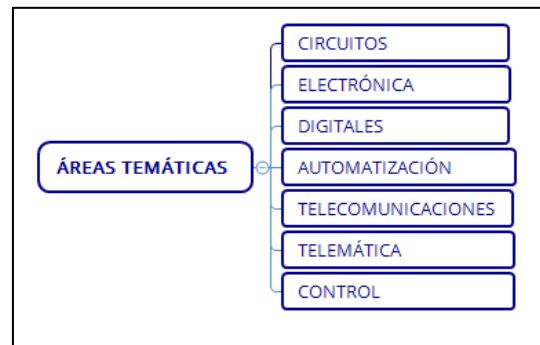 ÁREAS TEMÁTICAS
CIRCUITOS
ELECTRÓNICA
DIGITALES
AUTOMATIZACIÓN
TELECOMUNICACIONES
TELEMÁTICA
CONTROL